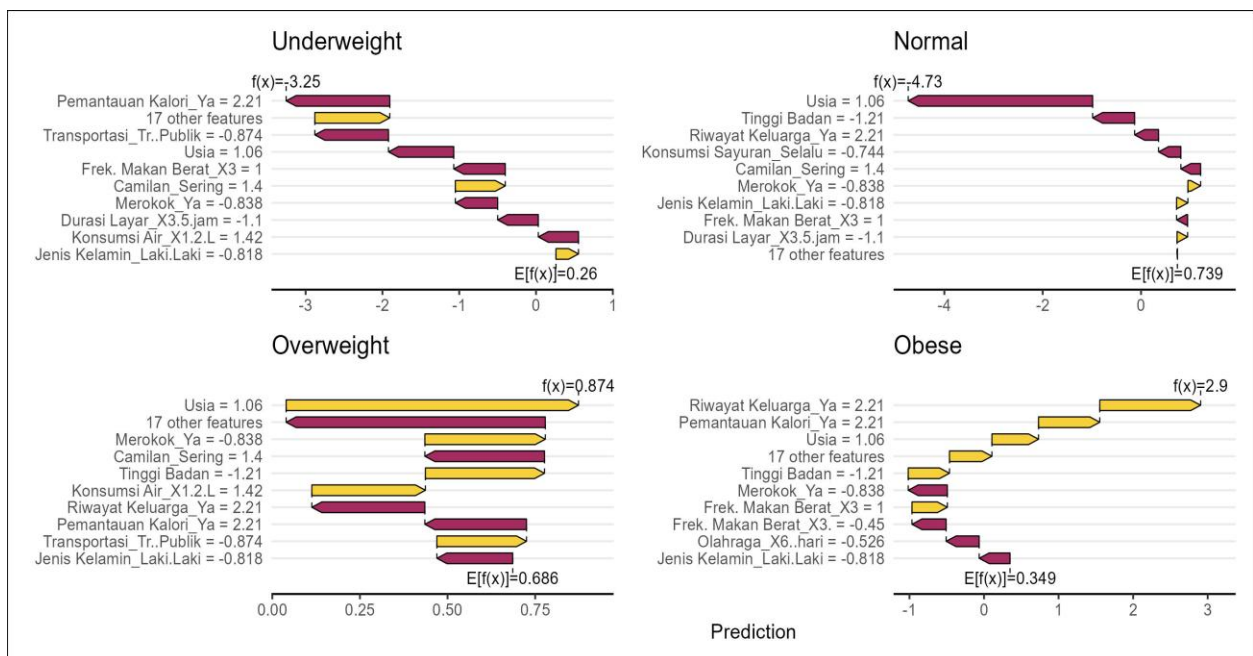 Underweight
f(x)=-3.25
Pemantauan Kalori_Ya = 2.21
17 other features
Transportasi_Tr..Publik = -0.874
Usia = 1.06
Frek. Makan Berat_X3 = 1
Camilan_Sering = 1.4
Merokok_Ya = -0.838
Durasi Layar_X3.5.jam = -1.1
Konsumsi Air_X1.2.L = 1.42
Jenis Kelamin_Laki.Laki = -0.818
E[f(x)]=0.26
-3 -2 -1 0 1
Normal
f(x)=-4.73
Usia = 1.06
Tinggi Badan = -1.21
Riwayat Keluarga_Ya = 2.21
Konsumsi Sayuran_Selalu = -0.744
Camilan_Sering = 1.4
Merokok_Ya = -0.838
Jenis Kelamin_Laki.Laki = -0.818
Frek. Makan Berat_X3 = 1
Durasi Layar_X3.5.jam = -1.1
17 other features
E[f(x)]=0.739
-4 -2 0
Overweight
f(x)=0.874
Usia = 1.06
17 other features
Merokok_Ya = -0.838
Camilan_Sering = 1.4
Tinggi Badan = -1.21
Konsumsi Air_X1.2.L = 1.42
Riwayat Keluarga_Ya = 2.21
Pemantauan Kalori_Ya = 2.21
Transportasi_Tr..Publik = -0.874
Jenis Kelamin_Laki.Laki = -0.818
E[f(x)]=0.686
0.00 0.25 0.50 0.75
Obese
f(x)=2.9
Riwayat Keluarga_Ya = 2.21
Pemantauan Kalori_Ya = 2.21
Usia = 1.06
17 other features
Tinggi Badan = -1.21
Merokok_Ya = -0.838
Frek. Makan Berat_X3 = 1
Frek. Makan Berat_X3. = -0.45
Olahraga_X6..hari = -0.526
Jenis Kelamin_Laki.Laki = -0.818
E[f(x)]=0.349
-1 0 1 2 3
Prediction